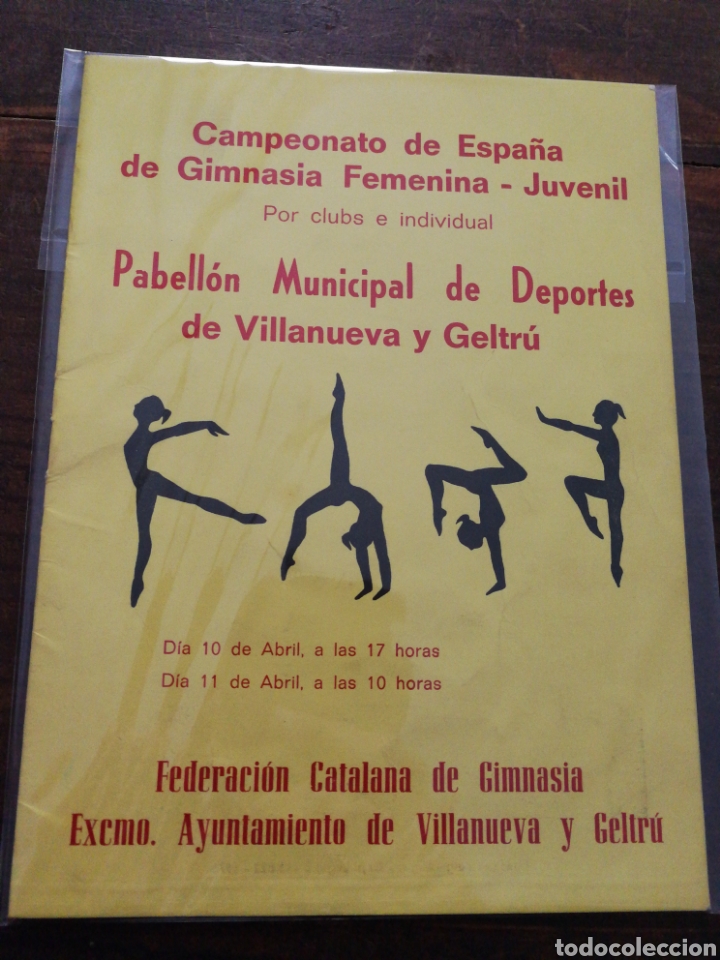 Campeonato de España
de Gimnasia Femenina - Juvenil
Por clubs e individual
Pabellón Municipal de Deportes
de Villanueva y Geltrú
Día 10 de Abril, a las 17 horas
Día 11 de Abril, a las 10 horas
Federación Catalana de Gimnasia
Excmo. Ayuntamiento de Villanueva y Geltrú
todocoleccion